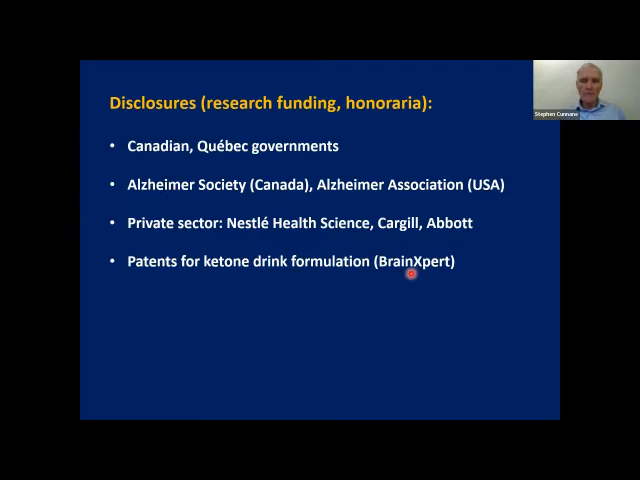 Disclosures (research funding, honoraria):
• Canadian, Québec governments
• Alzheimer Society (Canada), Alzheimer Association (USA)
• Private sector: Nestlé Health Science, Cargill, Abbott
• Patents for ketone drink formulation (BrainXpert)
Stephen Cunnane